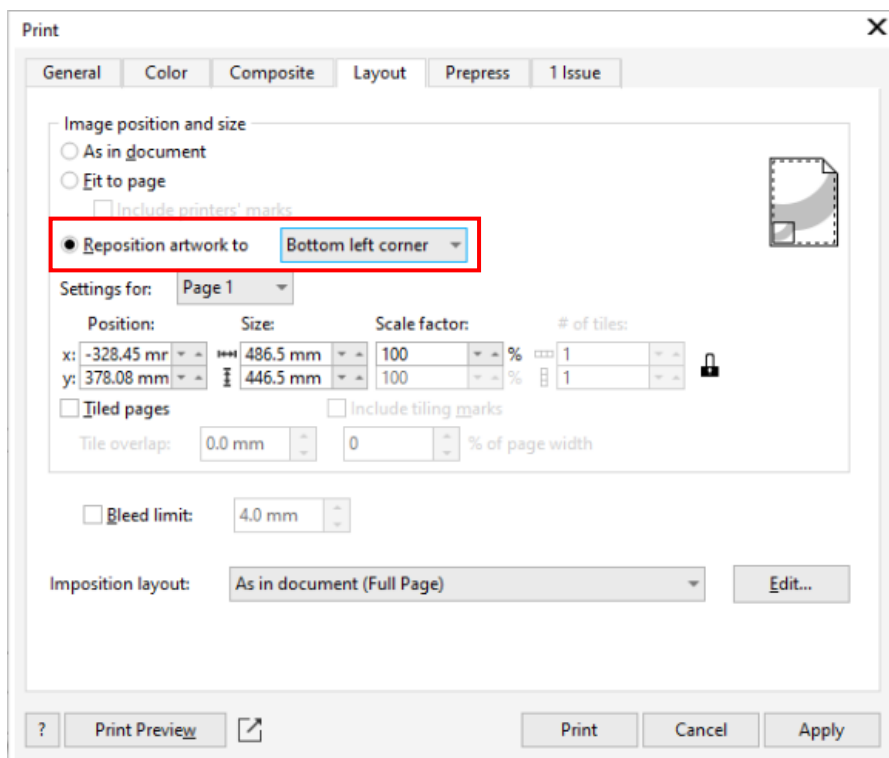 Print
General Color Composite Layout Prepress 1 Issue
Image position and size
As in document
Fit to page
Include printers' marks
Reposition artwork to Bottom left corner
Settings for: Page 1
Position: Size: Scale factor: # of tiles:
x: -328.45 mr 486.5 mm 100 % 1
y: 378.08 mm 446.5 mm 100 % 1
Tiled pages Include tiling marks
Tile overlap: 0.0 mm 0 % of page width
Bleed limit: 4.0 mm
Imposition layout: As in document (Full Page) Edit...
? Print Preview Print Cancel Apply